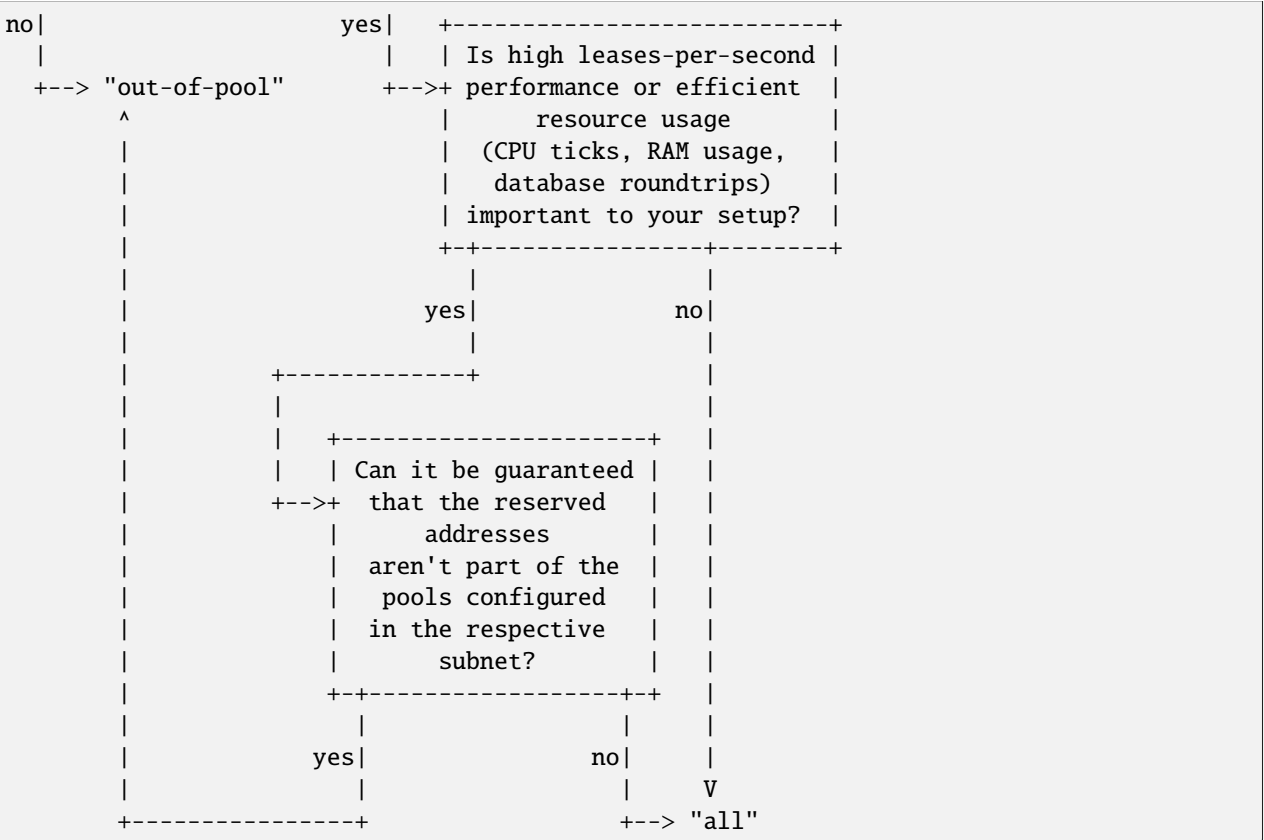 no| yes|
Is high leases-per-second
"out-of-pool" performance or efficient
resource usage
(CPU ticks, RAM usage,
database roundtrips)
important to your setup?
yes| no|
Can it be guaranteed
that the reserved
addresses
aren't part of the
pools configured
in the respective
subnet?
yes| no|
V
"all"